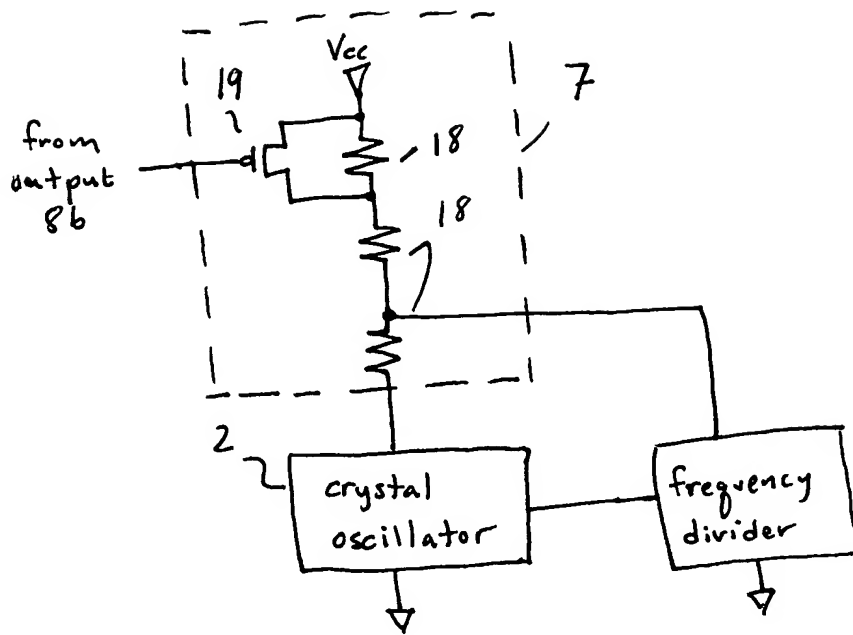 Vcc
19
7
from
output
8b
18
18
2
crystal
oscillator
frequency
divider